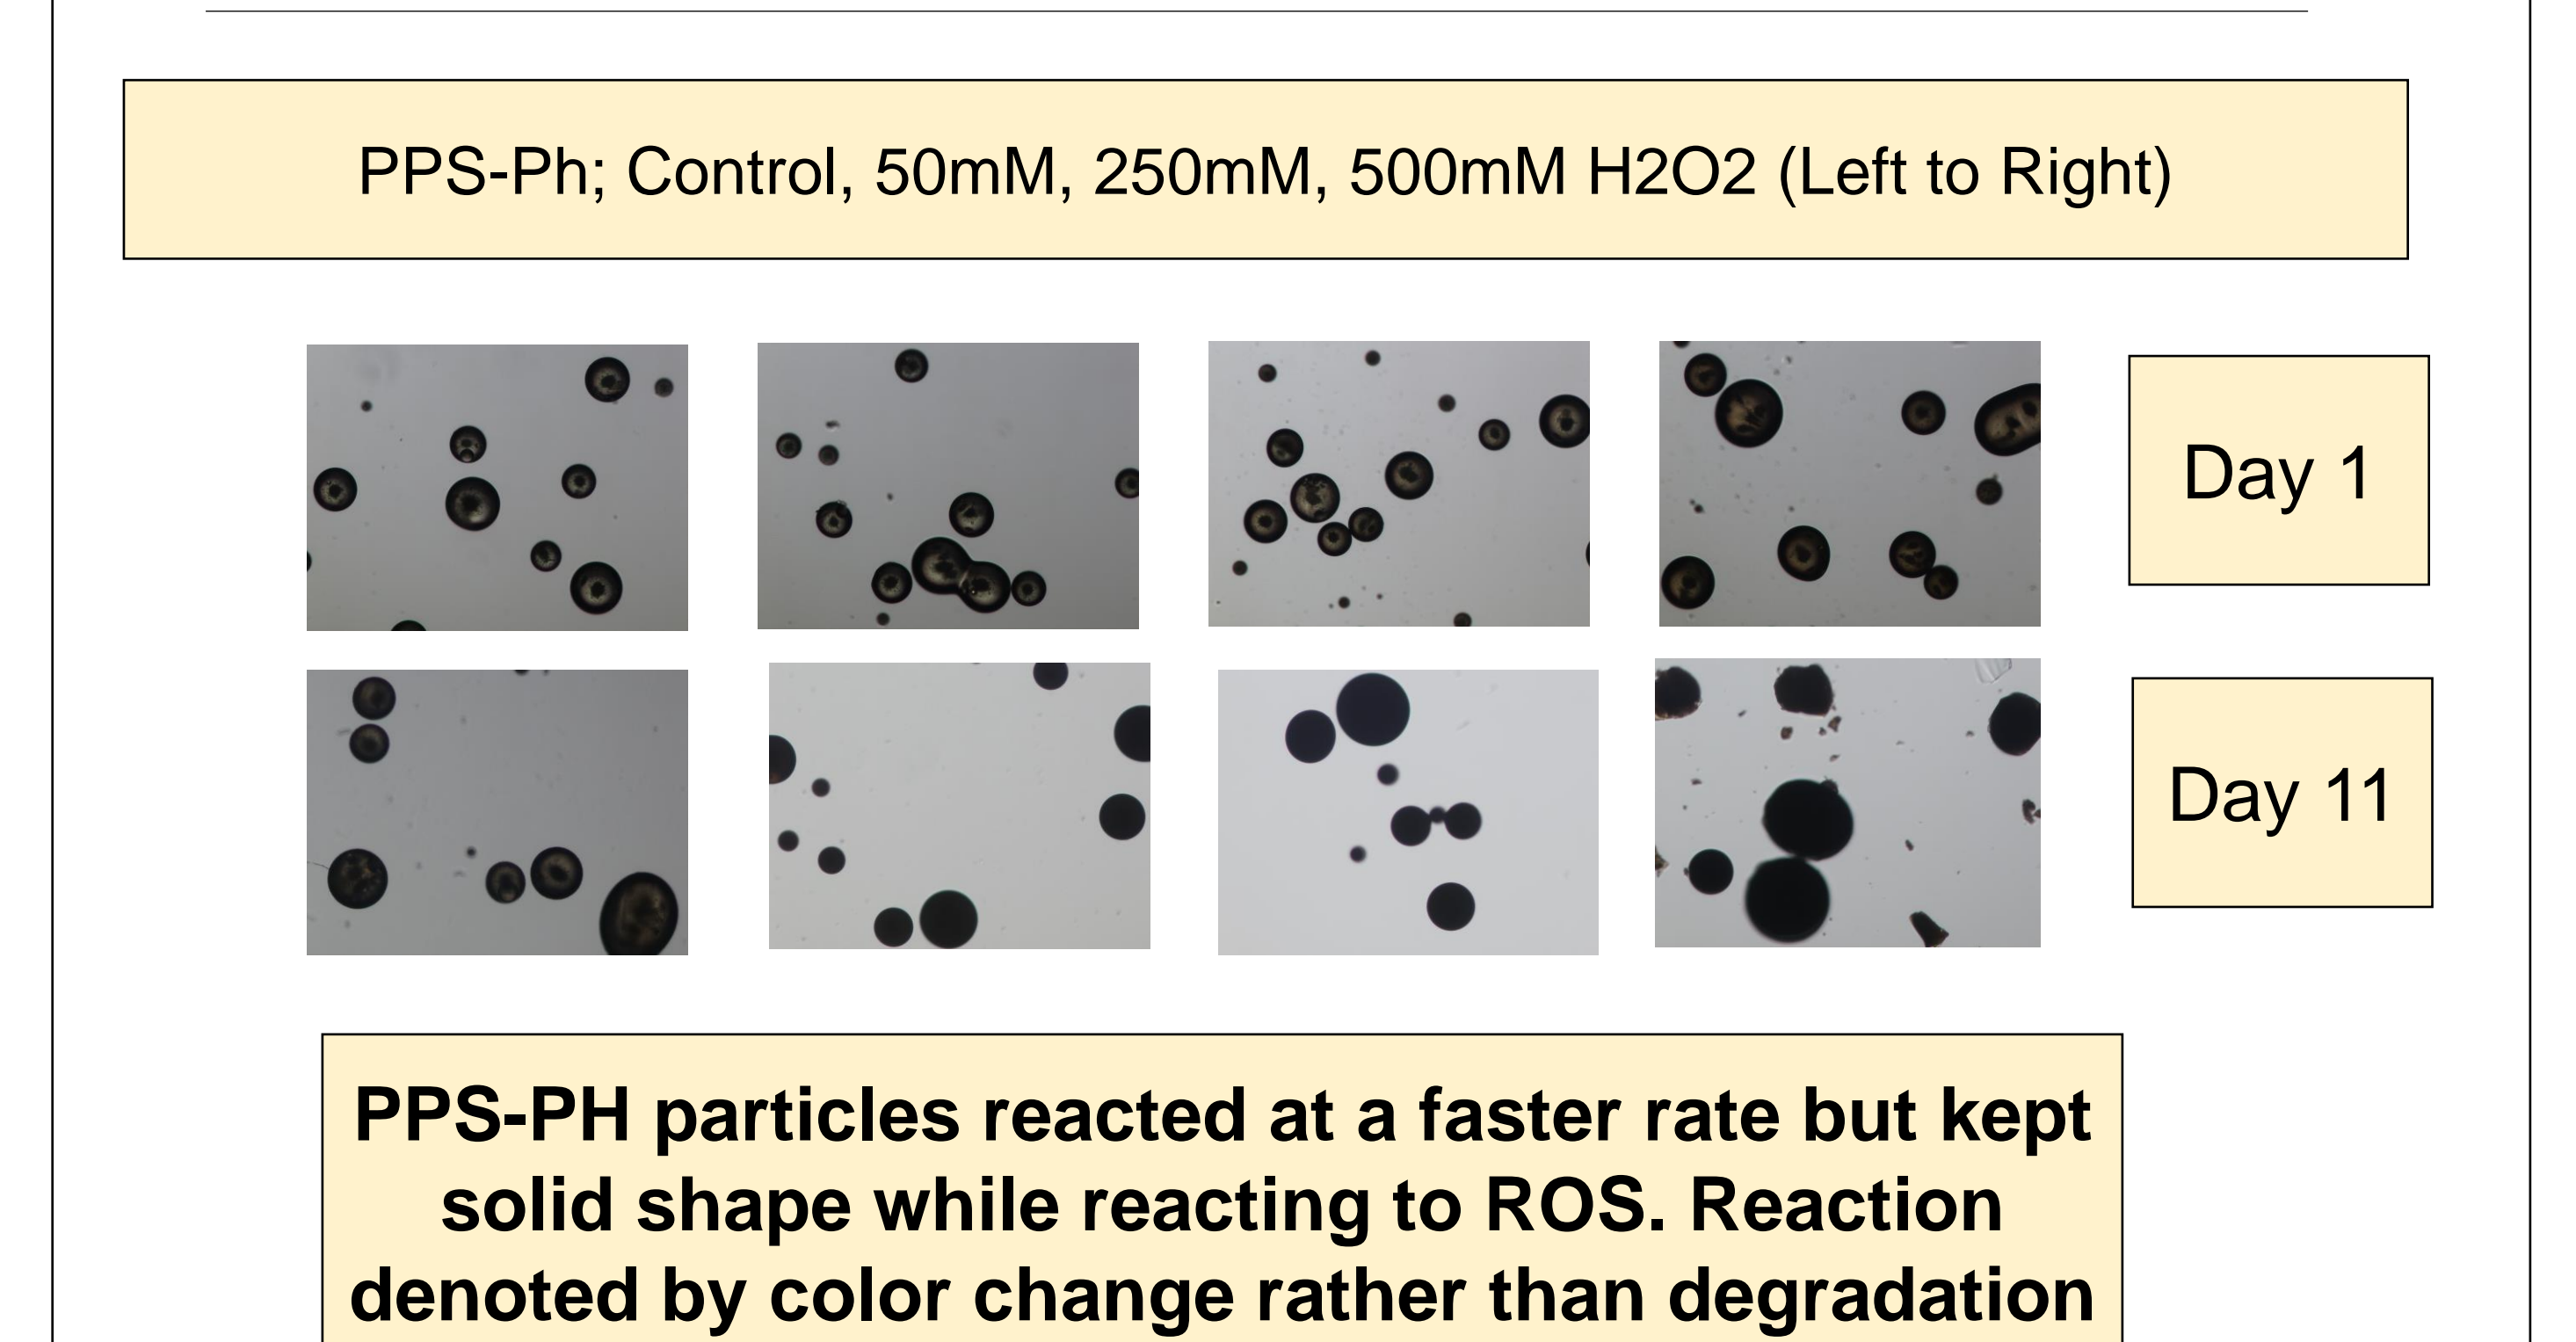 PPS-Ph; Control, 50mM, 250mM, 500mM H2O2 (Left to Right)
Day 1
Day 11
PPS-PH particles reacted at a faster rate but kept
solid shape while reacting to ROS. Reaction
denoted by color change rather than degradation